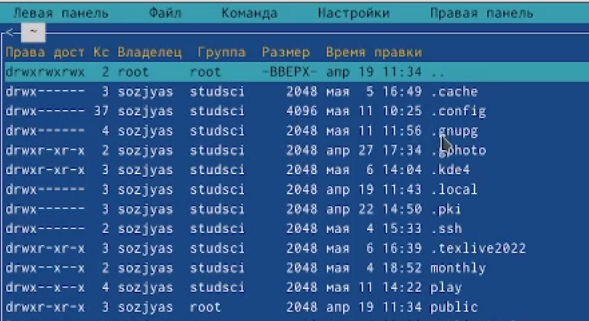 Левая панель Файл Команда Настройки Правая панель
<- ~
Права дост Кс Владелец Группа Размер Время правки
drwxrwxrwx 2 root root -ВВЕРХ- апр 19 11:34 ..
drwx------ 3 sozjyas studsci 2048 мая 5 16:49 .cache
drwx------ 37 sozjyas studsci 4096 мая 11 10:25 .config
drwx------ 4 sozjyas studsci 2048 мая 11 11:56 .gnupg
drwxr-xr-x 2 sozjyas studsci 2048 апр 27 17:34 .gphoto
drwxr-xr-x 3 sozjyas studsci 2048 мая 6 14:04 .kde4
drwx------ 3 sozjyas studsci 2048 апр 19 11:43 .local
drwx------ 3 sozjyas studsci 2048 апр 22 14:50 .pki
drwx------ 2 sozjyas studsci 2048 мая 4 15:33 .ssh
drwxr-xr-x 3 sozjyas studsci 2048 мая 6 16:39 .texlive2022
drwx--x--x 2 sozjyas studsci 2048 мая 4 18:52 monthly
drwx--x--x 4 sozjyas studsci 2048 мая 11 14:22 play
drwxr-xr-x 3 sozjyas root 2048 апр 19 11:34 public